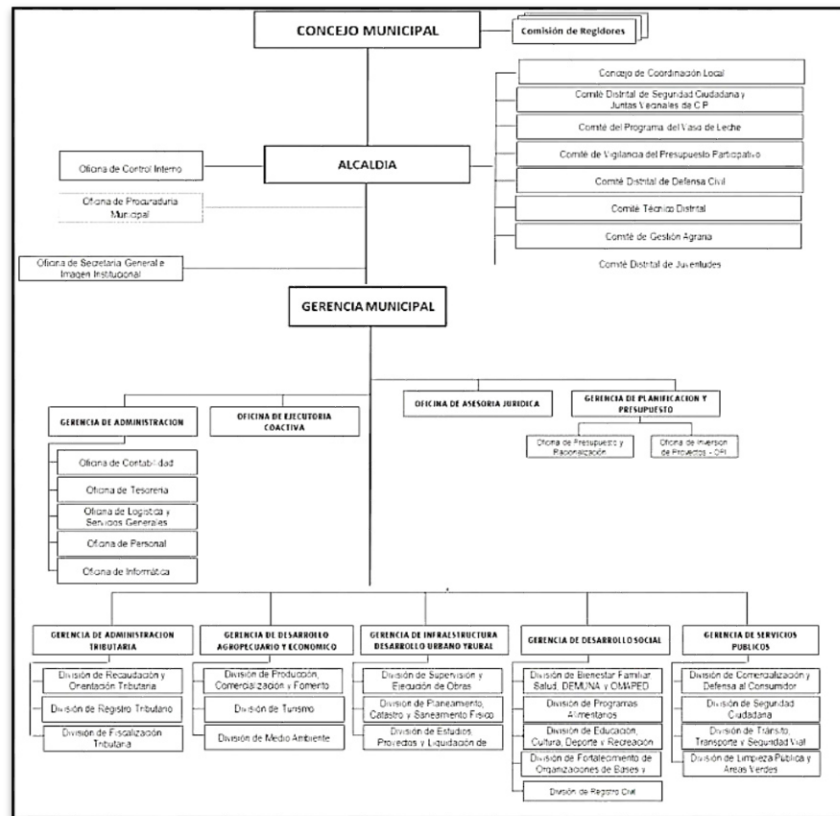 CONCEJO MUNICIPAL
Comisión de Regidores
Concejo de Coordinación Local
Comité Distrital de Seguridad Ciudadana y
Juntas Vecinales de C.P.
Comité del Programa del Vaso de Leche
Comité de Vigilancia del Presupuesto Participativo
Comité Distrital de Defensa Civil
Comité Técnico Distrital
Comité de Gestión Agraria
Comité Distrital de Juventudes
ALCALDIA
Oficina de Control Interno
Oficina de Procuraduria
Municipal
Oficina de Secretaria General e
Imagen Institucional
GERENCIA MUNICIPAL
GERENCIA DE ADMINISTRACION
OFICINA DE EJECUTORIA
COACTIVA
OFICINA DE ASESORIA JURIDICA
GERENCIA DE PLANIFICACION Y
PRESUPUESTO
Oficina de Presupuesto y
Racionalización
Oficina de Inversion
de Proyectos - OPI
Oficina de Contabilidad
Oficina de Tesoreria
Oficina de Logistica y
Servicios Generales
Oficina de Personal
Oficina de Informática
GERENCIA DE ADMINISTRACION
TRIBUTARIA
División de Recaudación y
Orientación Tributaria
División de Registro Tributario
División de Fiscalización
Tributaria
GERENCIA DE DESARROLLO
AGROPECUARIO Y ECONOMICO
División de Producción,
Comercialización y Fomento
División de Turismo
División de Medio Ambiente
GERENCIA DE INFRAESTRUCTURA
DESARROLLO URBANO YRURAL
División de Supervisión y
Ejecución de Obras
División de Planeamento,
Catastro y Saneamento Fisico
División de Estudios,
Proyectos y Liquidación de
GERENCIA DE DESARROLLO SOCIAL
División de Bienestar Familiar
Salud, DEMUNA y OMAPED
División de Programas
Alimentarios
División de Educación,
Cultura, Deporte y Recreación
División de Fortalecimento de
Organizaciones de Bases y
División de Registro Civil
GERENCIA DE SERVICIOS
PUBLICOS
División de Comercialización y
Defensa al Consumidor
División de Seguridad
Ciudadana
División de Tránsito,
Transporte y Seguridad Vial
División de Limpieza Publica y
Areas Verdes